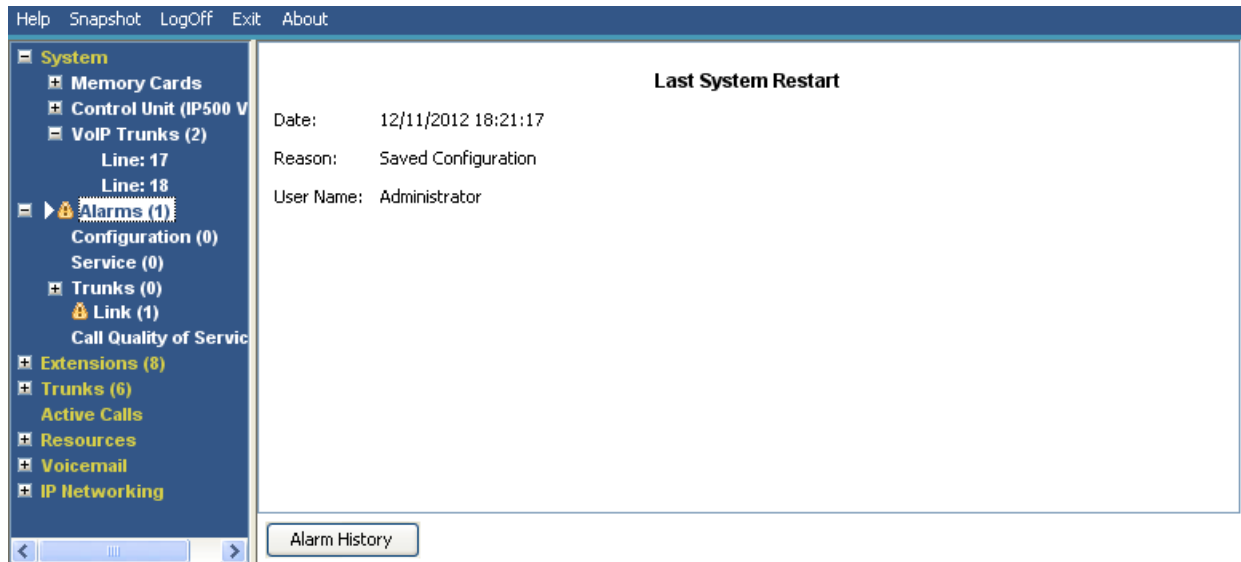 Help Snapshot LogOff Exit About
System
Memory Cards
Control Unit (IP500 V
VoIP Trunks (2)
Line: 17
Line: 18
Alarms (1)
Configuration (0)
Service (0)
Trunks (0)
Link (1)
Call Quality of Servic
Extensions (8)
Trunks (6)
Active Calls
Resources
Voicemail
IP Networking
Last System Restart
Date: 12/11/2012 18:21:17
Reason: Saved Configuration
User Name: Administrator
Alarm History